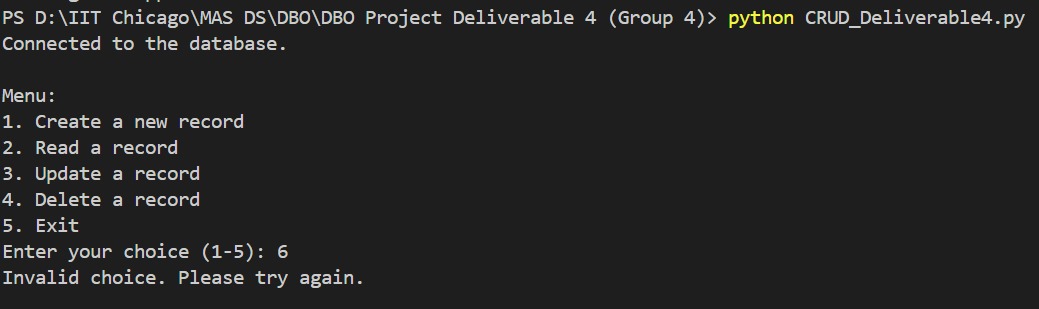 PS D:\IIT Chicago\MAS DS\DBO\DBO Project Deliverable 4 (Group 4)> python CRUD_Deliverable4.py
Connected to the database.
Menu:
1. Create a new record
2. Read a record
3. Update a record
4. Delete a record
5. Exit
Enter your choice (1-5): 6
Invalid choice. Please try again.